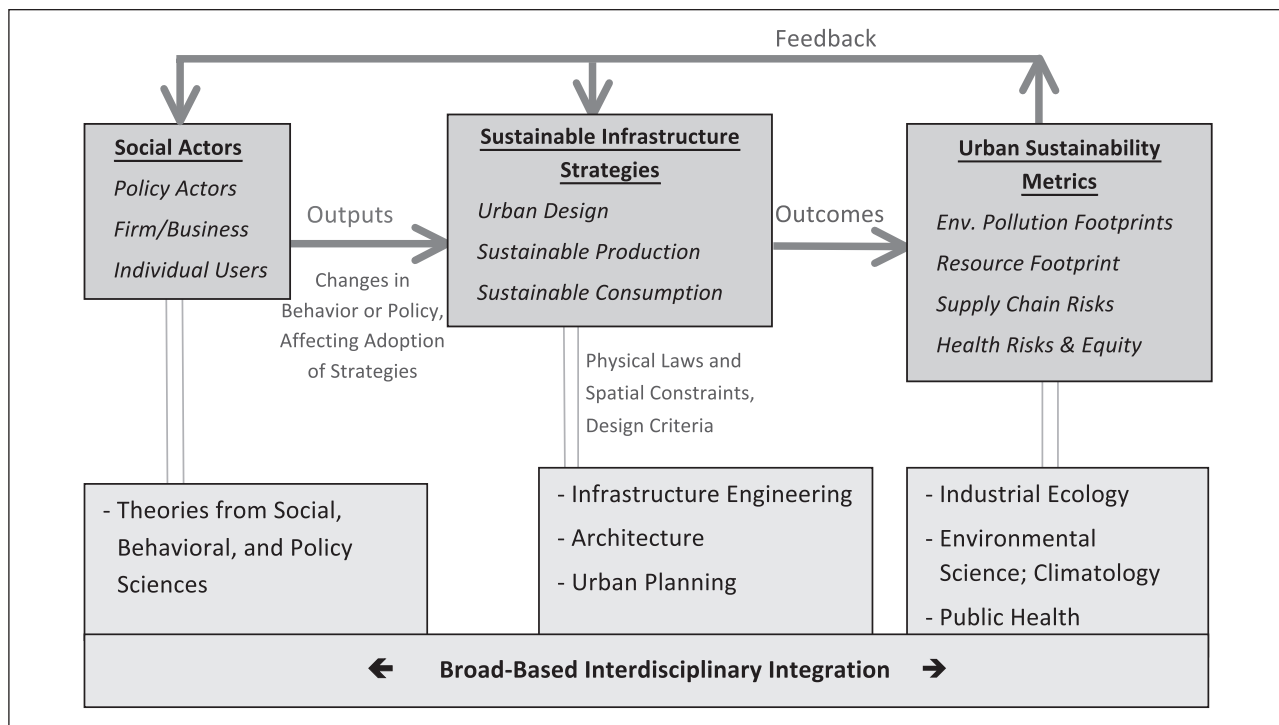 Feedback
Social Actors
Policy Actors
Firm/Business
Individual Users
Outputs
Changes in
Behavior or Policy,
Affecting Adoption
of Strategies
Sustainable Infrastructure
Strategies
Urban Design
Sustainable Production
Sustainable Consumption
Outcomes
Urban Sustainability
Metrics
Env. Pollution Footprints
Resource Footprint
Supply Chain Risks
Health Risks & Equity
Physical Laws and
Spatial Constraints,
Design Criteria
- Theories from Social,
Behavioral, and Policy
Sciences
- Infrastructure Engineering
- Architecture
- Urban Planning
- Industrial Ecology
- Environmental
Science; Climatology
- Public Health
Broad-Based Interdisciplinary Integration